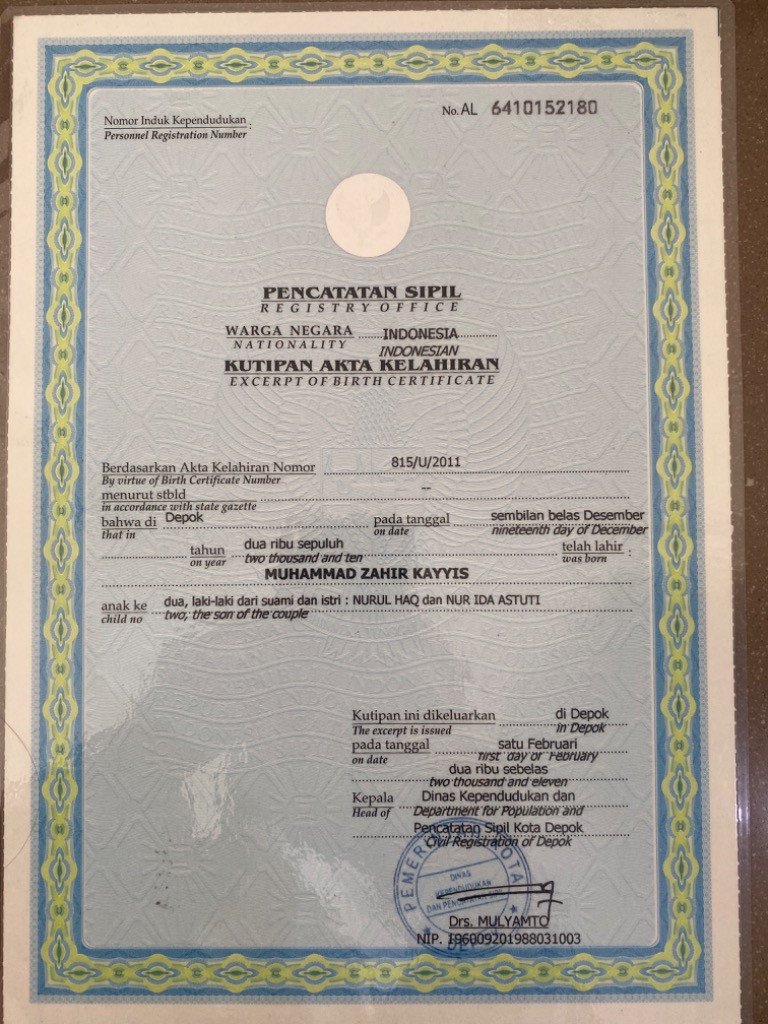 No. AL 6410152180
Nomor Induk Kependudukan :
Personnel Registration Number
PENCATATAN SIPIL
REGISTRY OFFICE
WARGA NEGARA INDONESIA
NATIONALITY INDONESIAN
KUTIPAN AKTA KELAHIRAN
EXCERPT OF BIRTH CERTIFICATE
Berdasarkan Akta Kelahiran Nomor 815/U/2011
By virtue of Birth Certificate Number
menurut stbld --
in accordance with state gazette
bahwa di Depok pada tanggal sembilan belas Desember
that in on date nineteenth day of December
tahun dua ribu sepuluh telah lahir :
on year two thousand and ten was born
MUHAMMAD ZAHIR KAYYIS
anak ke dua, laki-laki dari suami dan istri : NURUL HAQ dan NUR IDA ASTUTI
child no two, the son of the couple
Kutipan ini dikeluarkan di Depok
The excerpt is issued in Depok
pada tanggal satu Februari
on date first day of February
dua ribu sebelas
two thousand and eleven
Kepala Dinas Kependudukan dan
Head of Department for Population and
Pencatatan Sipil Kota Depok
Civil Registration of Depok
PEMERINTAH KOTA
DINAS
KEPENDUDUKAN
DAN PENCATATAN SIPIL
DEPOK
Drs. MULYAMTO
NIP. 196009201988031003